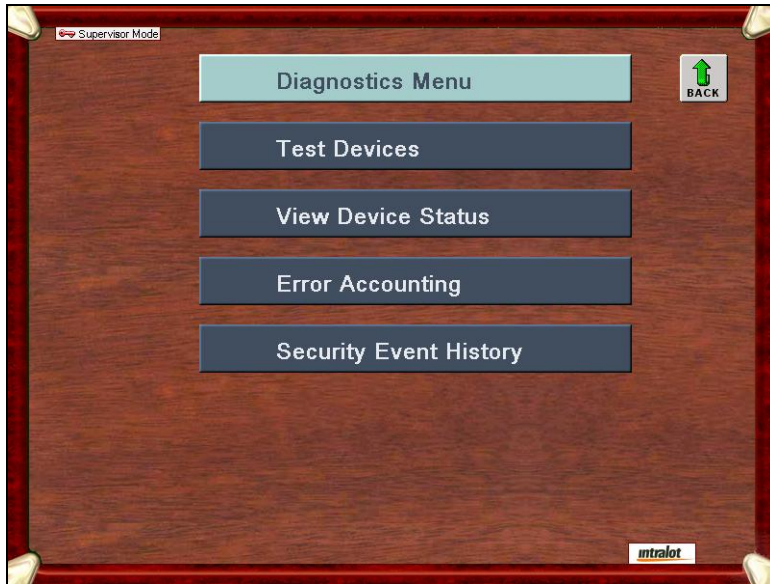 Supervisor Mode
Diagnostics Menu
BACK
Test Devices
View Device Status
Error Accounting
Security Event History
intralot